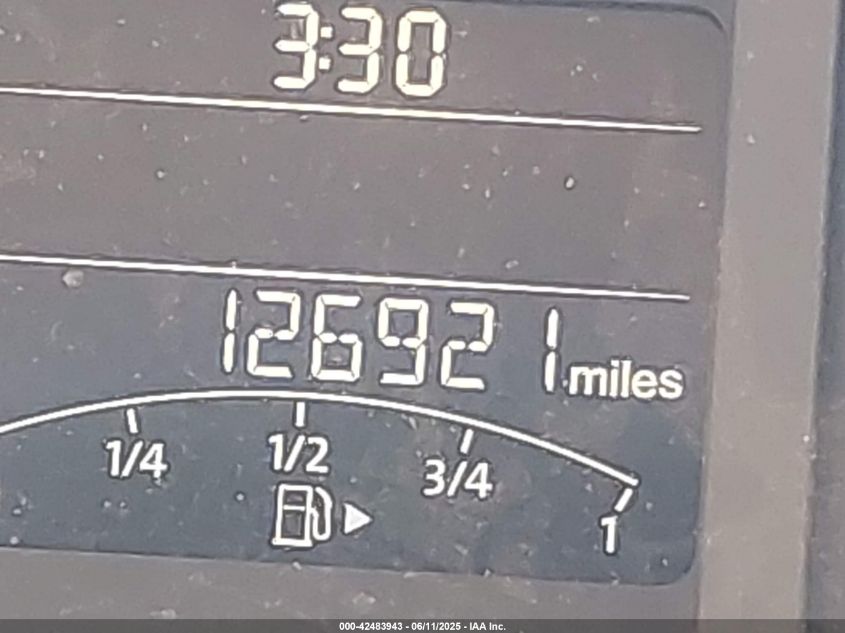 3:30
126921 miles
1/4 1/2 3/4 1
000-42483943 - 06/11/2025 - IAA Inc.